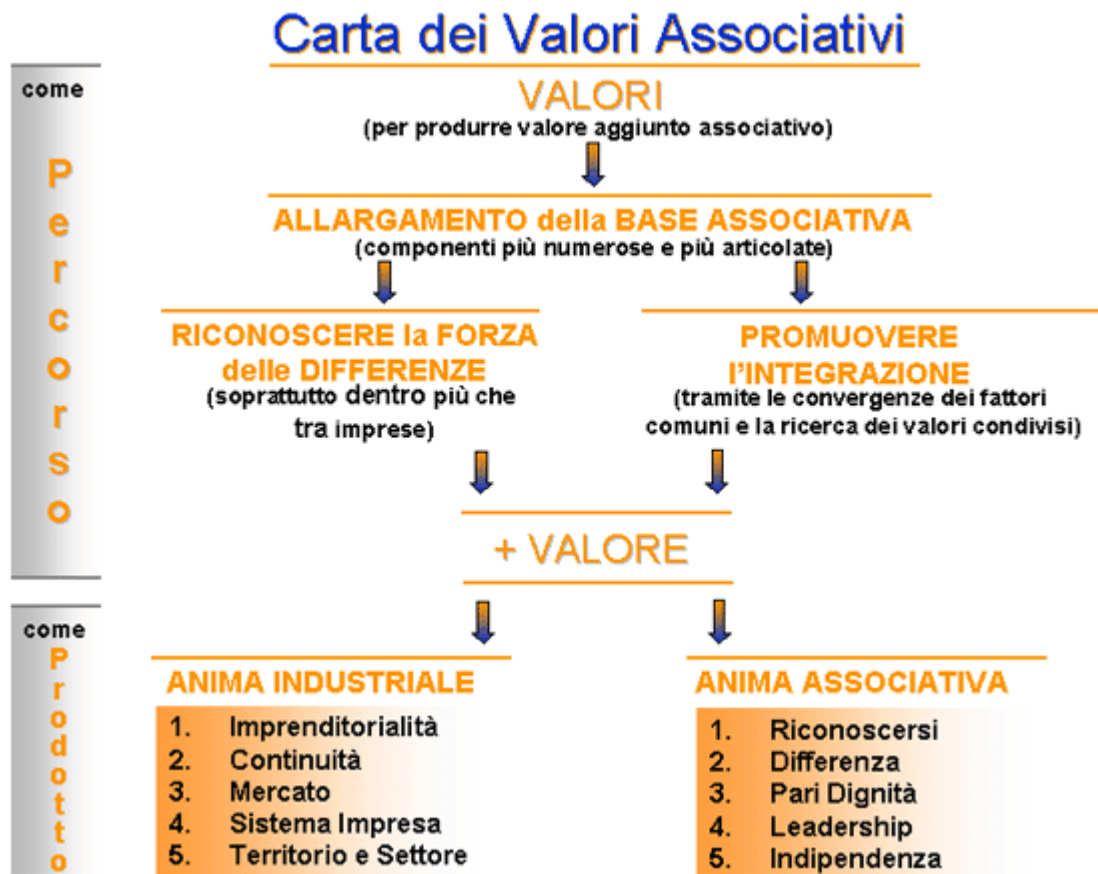 Carta dei Valori Associativi
come
Percorso
VALORI
(per produrre valore aggiunto associativo)
ALLARGAMENTO della BASE ASSOCIATIVA
(componenti più numerose e più articolate)
RICONOSCERE la FORZA
delle DIFFERENZE
(soprattutto dentro più che
tra imprese)
PROMUOVERE
l'INTEGRAZIONE
(tramite le convergenze dei fattori
comuni e la ricerca dei valori condivisi)
+ VALORE
come
Prodotto
ANIMA INDUSTRIALE
1. Imprenditorialità
2. Continuità
3. Mercato
4. Sistema Impresa
5. Territorio e Settore
ANIMA ASSOCIATIVA
1. Riconoscersi
2. Differenza
3. Pari Dignità
4. Leadership
5. Indipendenza